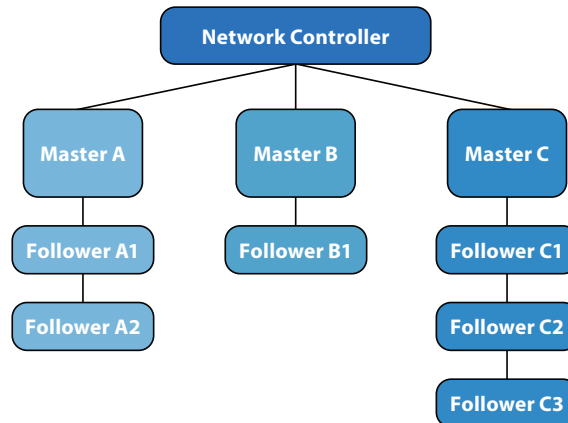 Network Controller
Master A
Master B
Master C
Follower A1
Follower B1
Follower C1
Follower A2
Follower C2
Follower C3